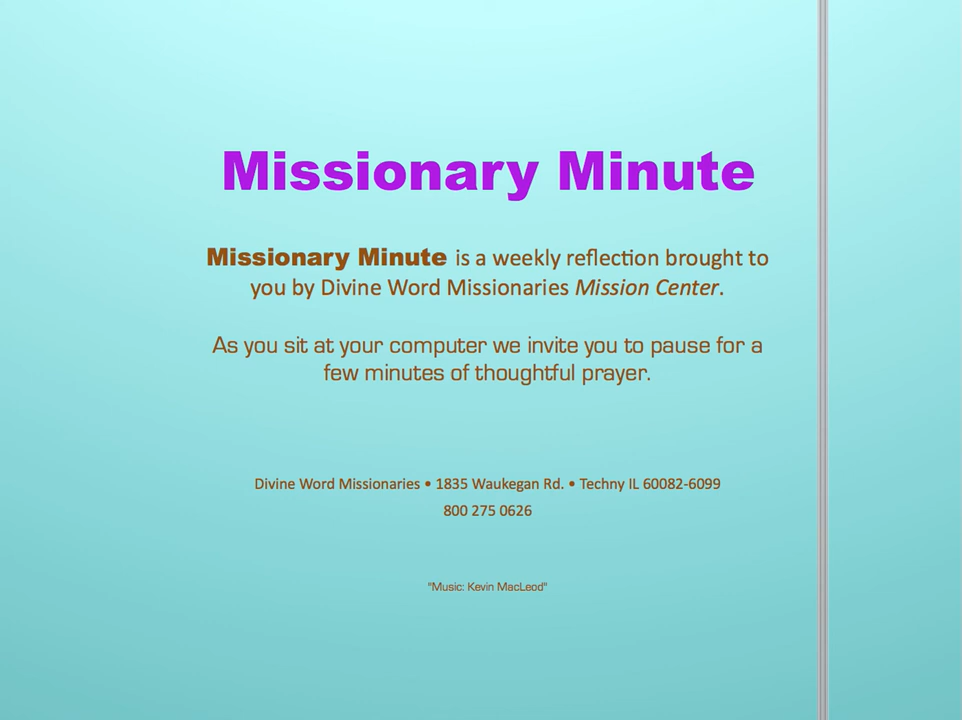 Missionary Minute
Missionary Minute is a weekly reflection brought to
you by Divine Word Missionaries Mission Center.
As you sit at your computer we invite you to pause for a
few minutes of thoughtful prayer.
Divine Word Missionaries • 1835 Waukegan Rd. • Techny IL 60082-6099
800 275 0626
"Music: Kevin MacLeod"